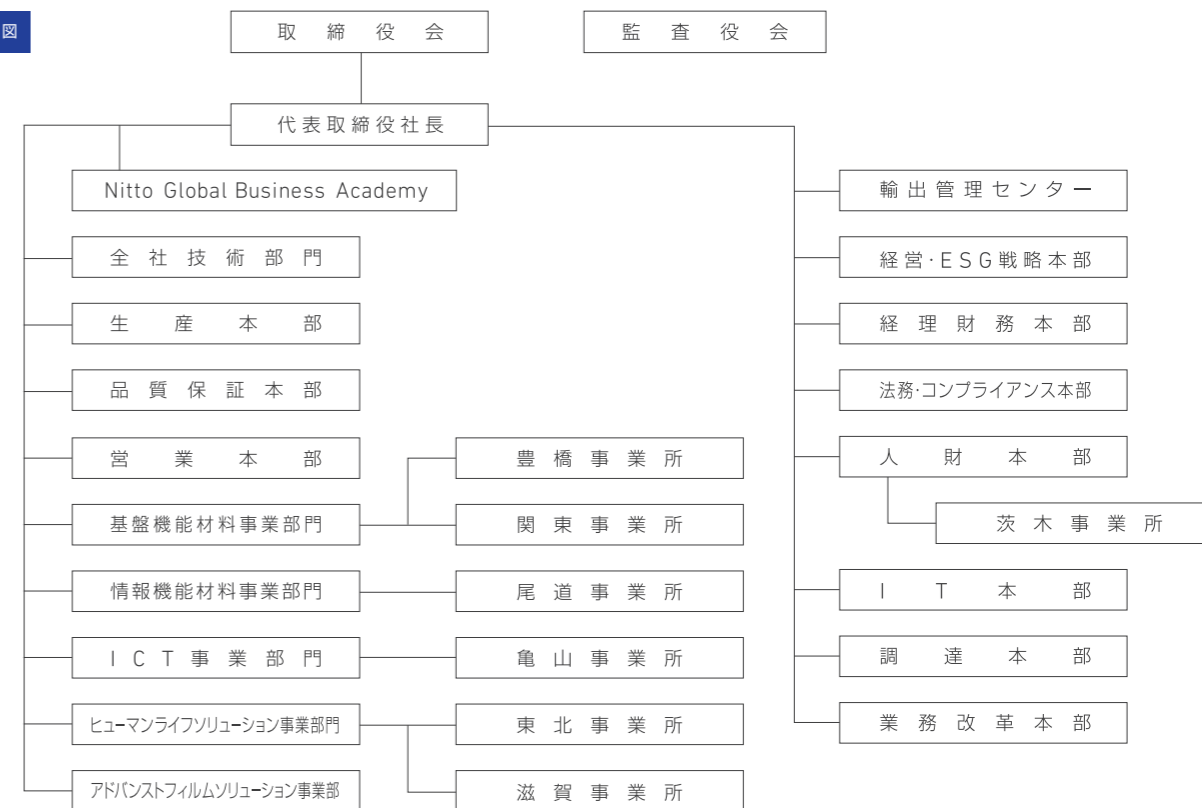 図
取締役会
監査役会
代表取締役社長
Nitto Global Business Academy
輸出管理センター
全社技術部門
経営·ESG戦略本部
生産本部
経理財務本部
品質保証本部
法務·コンプライアンス本部
営業本部
豊橋事業所
人財本部
基盤機能材料事業部門
関東事業所
茨木事業所
情報機能材料事業部門
尾道事業所
IT本部
ICT事業部門
亀山事業所
調達本部
ヒューマンライフソリューション事業部門
東北事業所
業務改革本部
アドバンストフィルムソリューション事業部
滋賀事業所